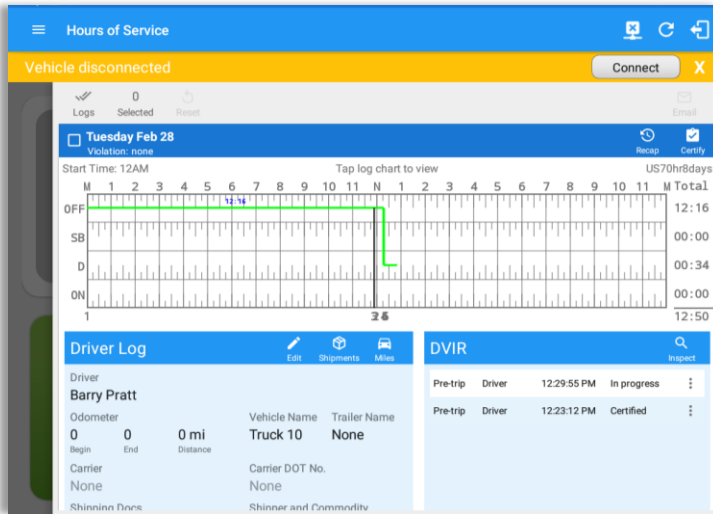 Hours of Service
Vehicle disconnected
Connect X
0
Logs Selected Reset Email
Tuesday Feb 28
Violation: none
Recap Certify
Start Time: 12AM Tap log chart to view US70hr8days
M 1 2 3 4 5 6 7 8 9 10 11 N 1 2 3 4 5 6 7 8 9 10 11 M Total
12:16
OFF 12:16
SB 00:00
D 00:34
ON 00:00
1 12:50
Driver Log
Edit Shipments Miles
DVIR
Inspect
Driver
Barry Pratt
Odometer Vehicle Name Trailer Name
0 0 0 mi Truck 10 None
Begin End Distance
Carrier Carrier DOT No.
None None
Shipping Docs Shipper and Commodity
Pre-trip Driver 12:29:55 PM In progress
Pre-trip Driver 12:23:12 PM Certified